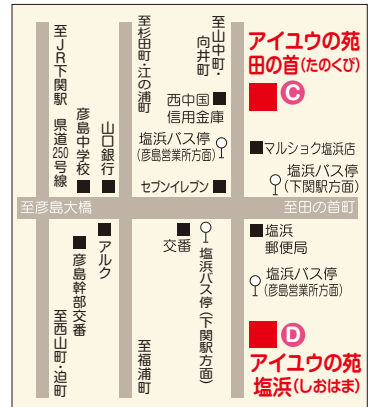 至JR下関駅 県道250号線
彦島中学校
山口銀行
至杉田町・江の浦町
至山中町・
向井町
西中国
信用金庫
塩浜バス停
(彦島営業所方面)
セブンイレブン
アイユウの苑
田の首(たのくび)
C
マルショク塩浜店
塩浜バス停
(下関駅方面)
至彦島大橋
至田の首町
至西山町・迫町
彦島幹部交番
アルク
至福浦町
交番
塩浜バス停(下関駅方面)
塩浜
郵便局
塩浜バス停
(彦島営業所方面)
D
アイユウの苑
塩浜(しおはま)